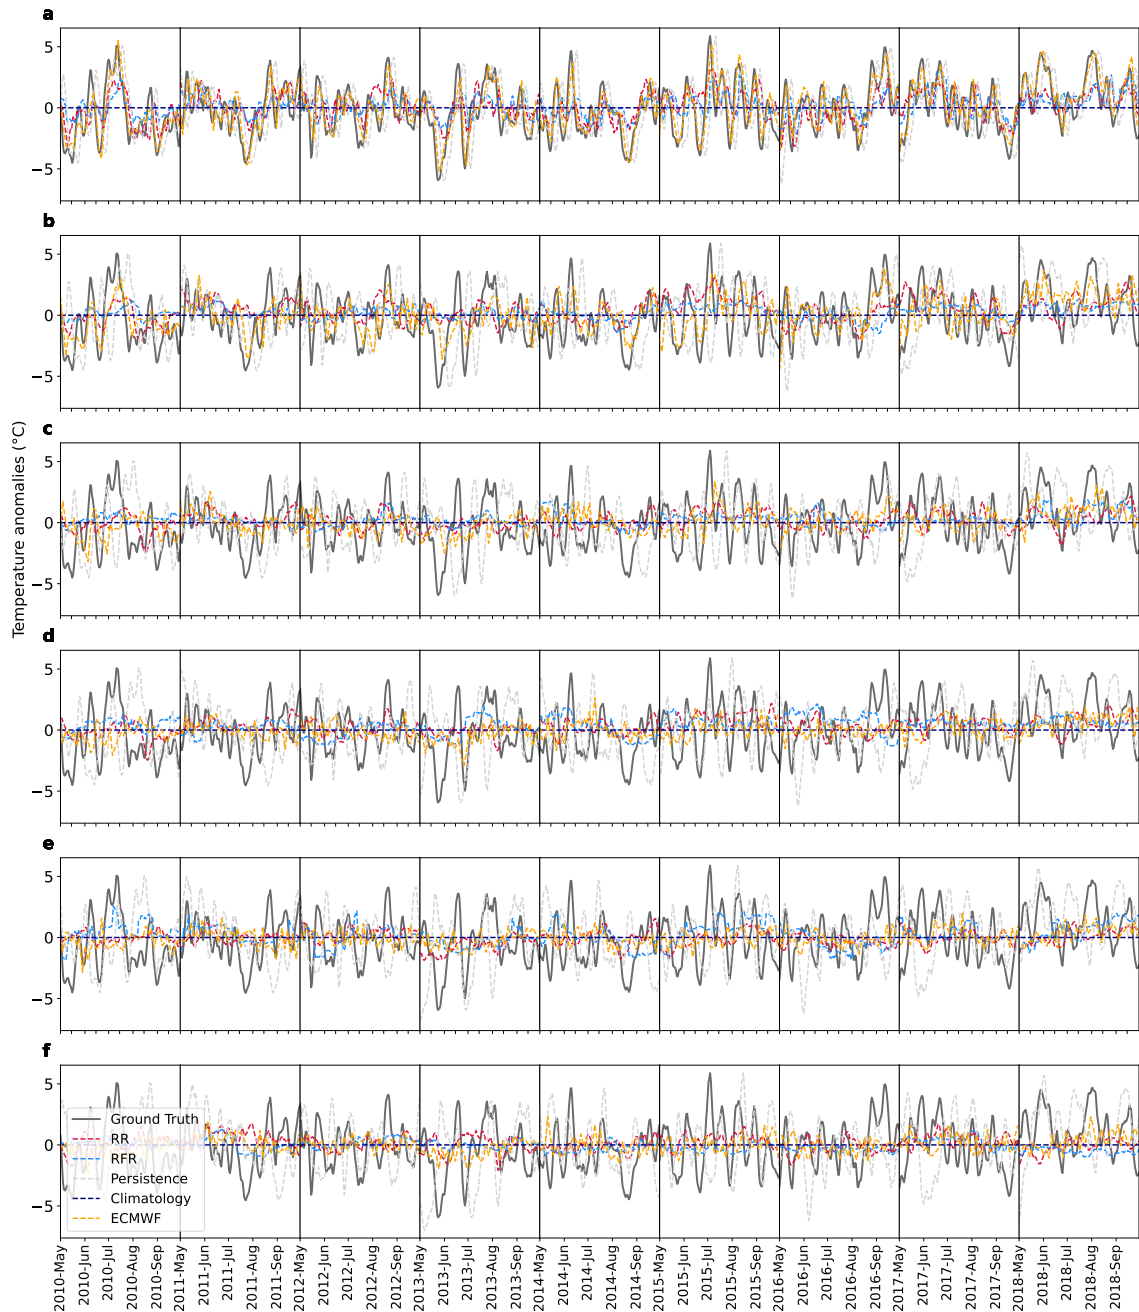 a
5
0
−5
b
5
0
−5
c
5
0
−5
d
5
0
−5
e
5
0
−5
f
5
0
−5
Temperature anomalies (°C)
Ground Truth
RR
RFR
Persistence
Climatology
ECMWF
2010-May
2010-Jun
2010-Jul
2010-Aug
2010-Sep
2011-May
2011-Jun
2011-Jul
2011-Aug
2011-Sep
2012-May
2012-Jun
2012-Jul
2012-Aug
2012-Sep
2013-May
2013-Jun
2013-Jul
2013-Aug
2013-Sep
2014-May
2014-Jun
2014-Jul
2014-Aug
2014-Sep
2015-May
2015-Jun
2015-Jul
2015-Aug
2015-Sep
2016-May
2016-Jun
2016-Jul
2016-Aug
2016-Sep
2017-May
2017-Jun
2017-Jul
2017-Aug
2017-Sep
2018-May
2018-Jun
2018-Jul
2018-Aug
2018-Sep